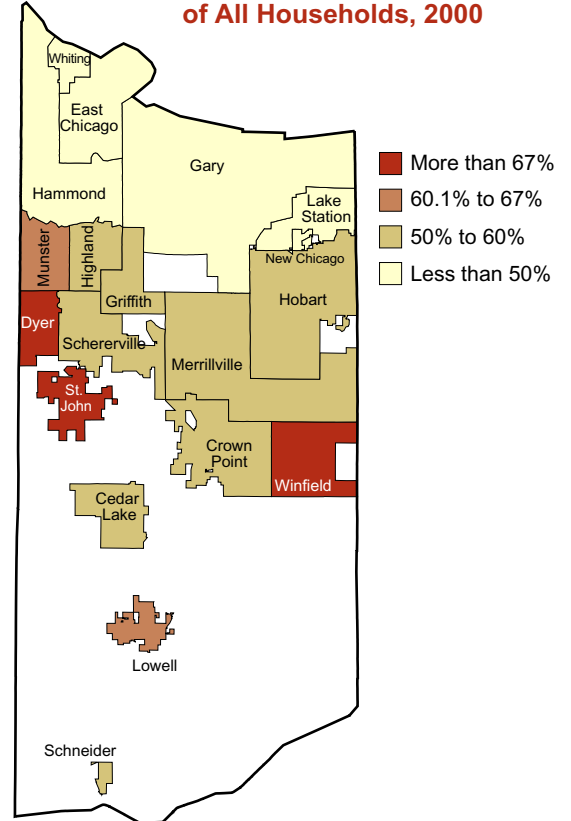 of All Households, 2000
Whiting
East
Chicago
Gary
Hammond
Lake
Station
More than 67%
60.1% to 67%
50% to 60%
Less than 50%
Munster
Highland
New Chicago
Griffith
Hobart
Dyer
Schererville
Merrillville
St.
John
Crown
Point
Winfield
Cedar
Lake
Lowell
Schneider